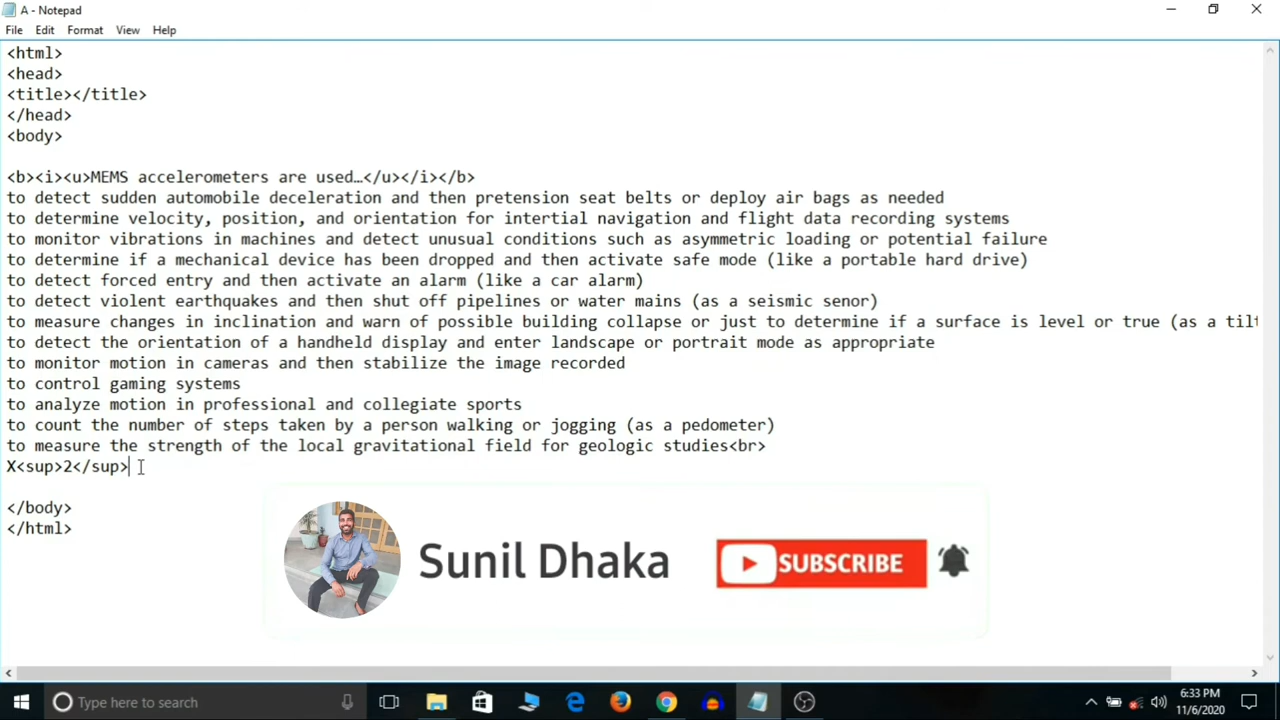 A - Notepad
File Edit Format View Help
<html>
<head>
<title></title>
</head>
<body>
<b><i><u>MEMS accelerometers are used…</u></i></b>
to detect sudden automobile deceleration and then pretension seat belts or deploy air bags as needed
to determine velocity, position, and orientation for intertial navigation and flight data recording systems
to monitor vibrations in machines and detect unusual conditions such as asymmetric loading or potential failure
to determine if a mechanical device has been dropped and then activate safe mode (like a portable hard drive)
to detect forced entry and then activate an alarm (like a car alarm)
to detect violent earthquakes and then shut off pipelines or water mains (as a seismic senor)
to measure changes in inclination and warn of possible building collapse or just to determine if a surface is level or true (as a tilt
to detect the orientation of a handheld display and enter landscape or portrait mode as appropriate
to monitor motion in cameras and then stabilize the image recorded
to control gaming systems
to analyze motion in professional and collegiate sports
to count the number of steps taken by a person walking or jogging (as a pedometer)
to measure the strength of the local gravitational field for geologic studies<br>
X<sup>2</sup>
</body>
</html>
Sunil Dhaka
SUBSCRIBE
Type here to search
6:33 PM
11/6/2020